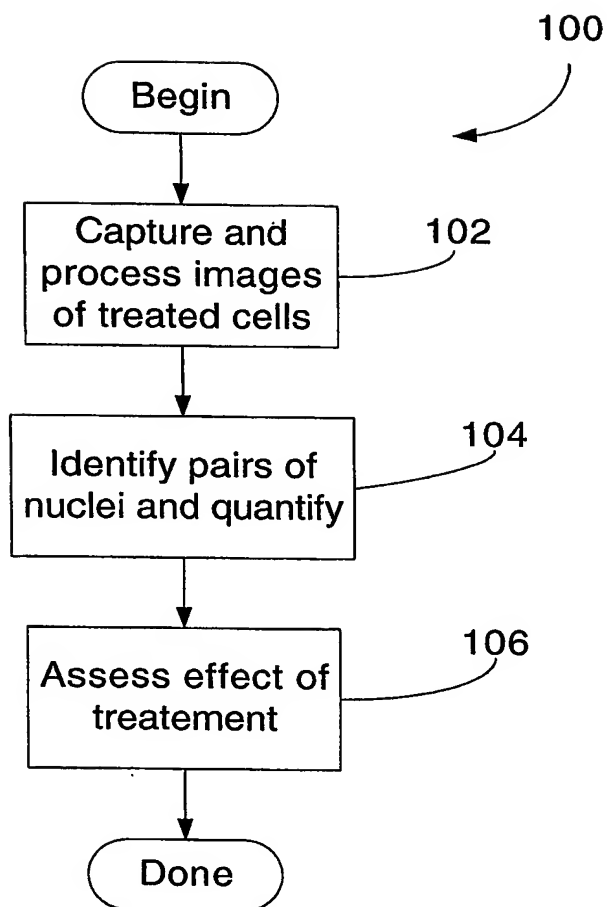 100
Begin
Capture and
process images
of treated cells
102
Identify pairs of
nuclei and quantify
104
Assess effect of
treatement
106
Done